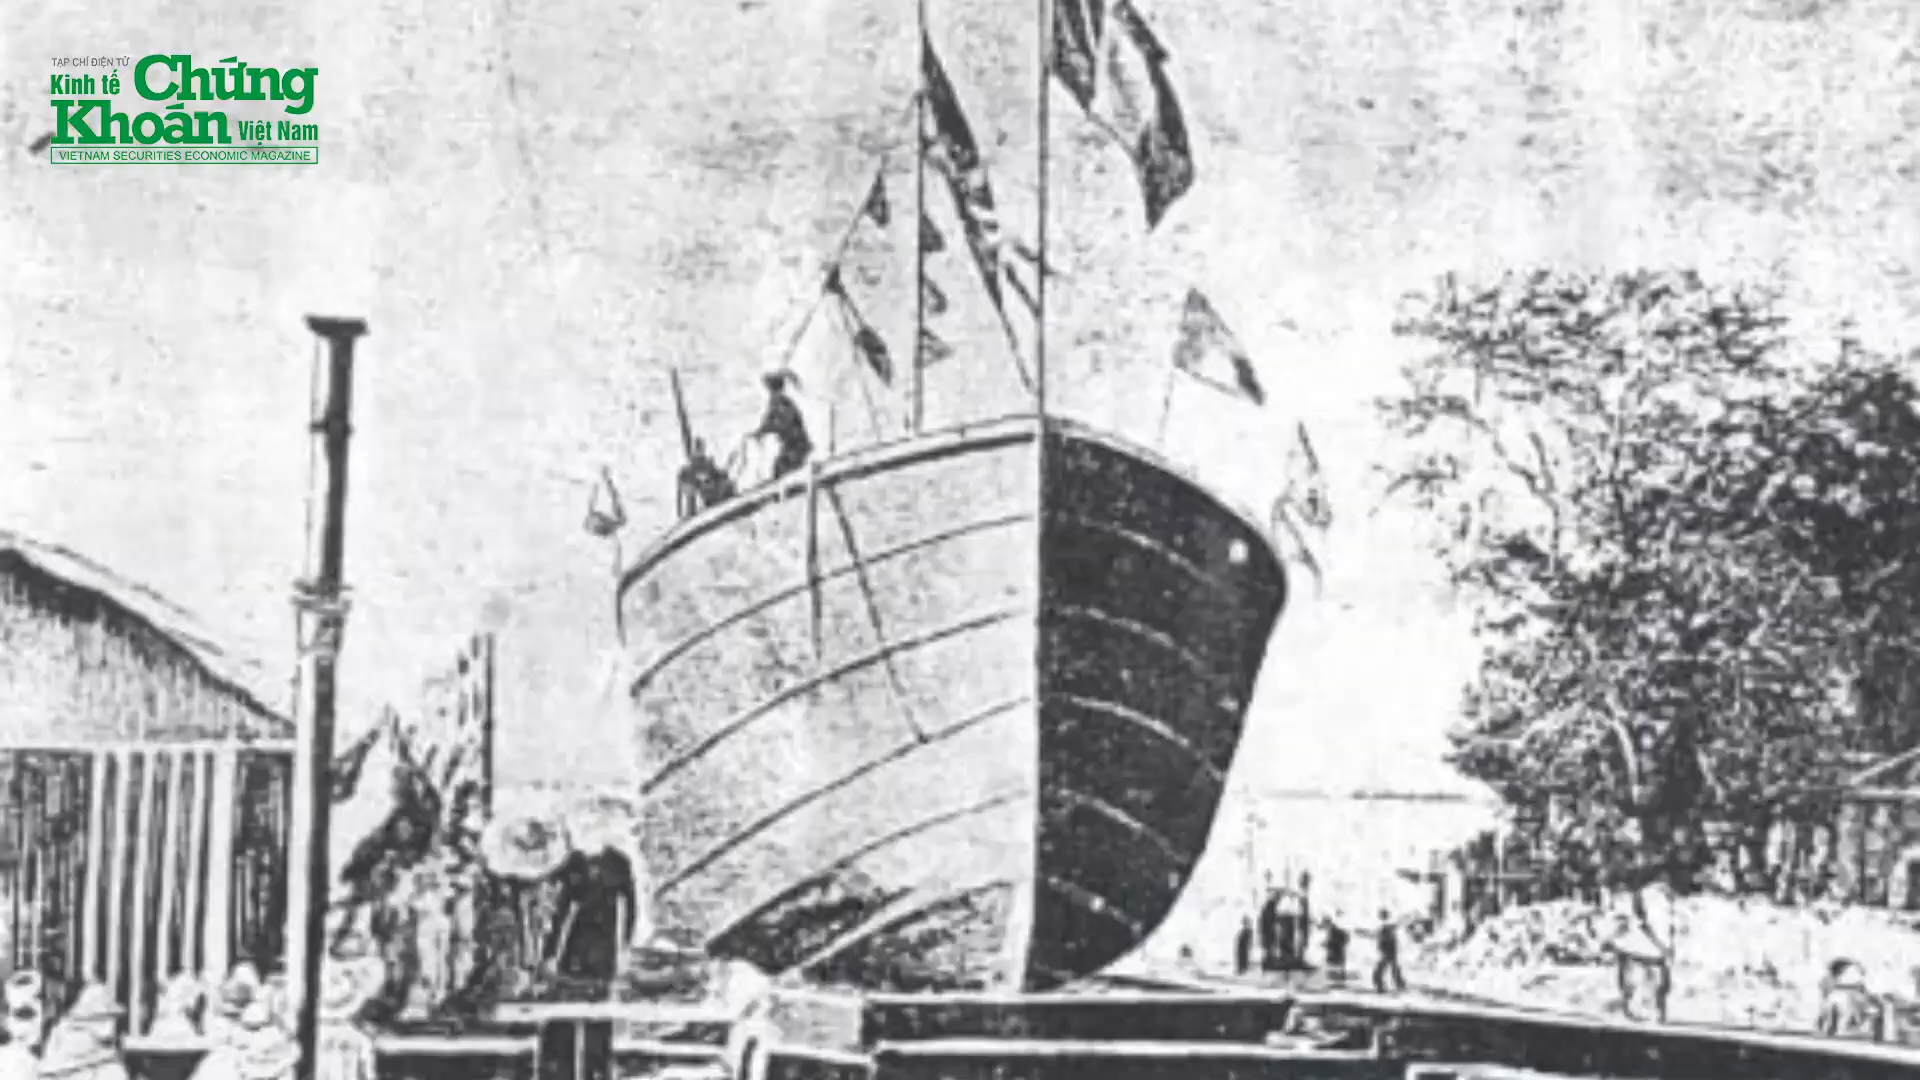 TẠP CHÍ ĐIỆN TỬ
Kinh tế Chứng
Khoán Việt Nam
VIETNAM SECURITIES ECONOMIC MAGAZINE